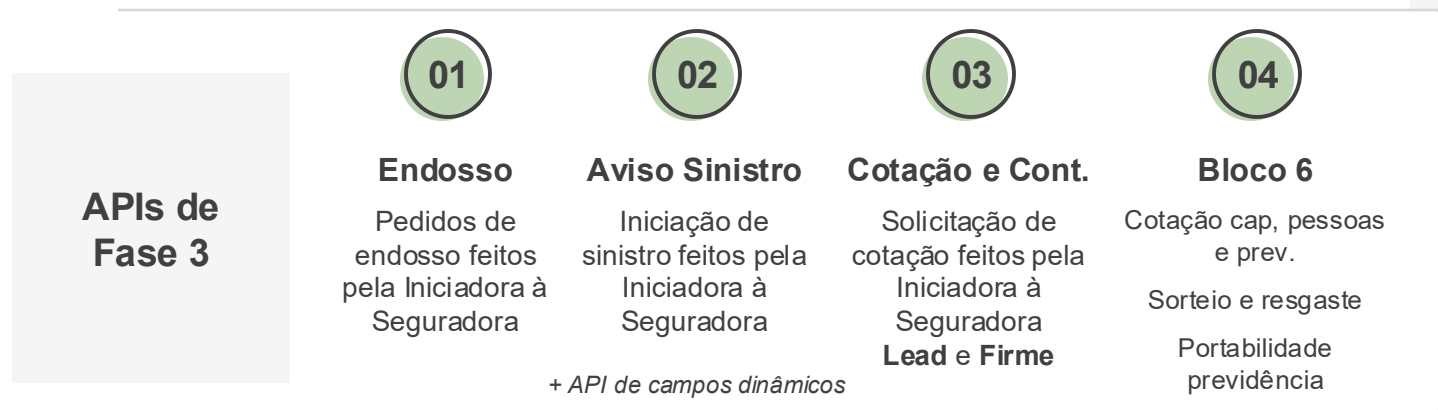 APIs de
Fase 3
01
Endosso
Pedidos de
endosso feitos
pela Iniciadora à
Seguradora
02
Aviso Sinistro
Iniciação de
sinistro feitos pela
Iniciadora à
Seguradora
03
Cotação e Cont.
Solicitação de
cotação feitos pela
Iniciadora à
Seguradora
Lead e Firme
+ API de campos dinâmicos
04
Bloco 6
Cotação cap, pessoas
e prev.
Sorteio e resgaste
Portabilidade
previdência